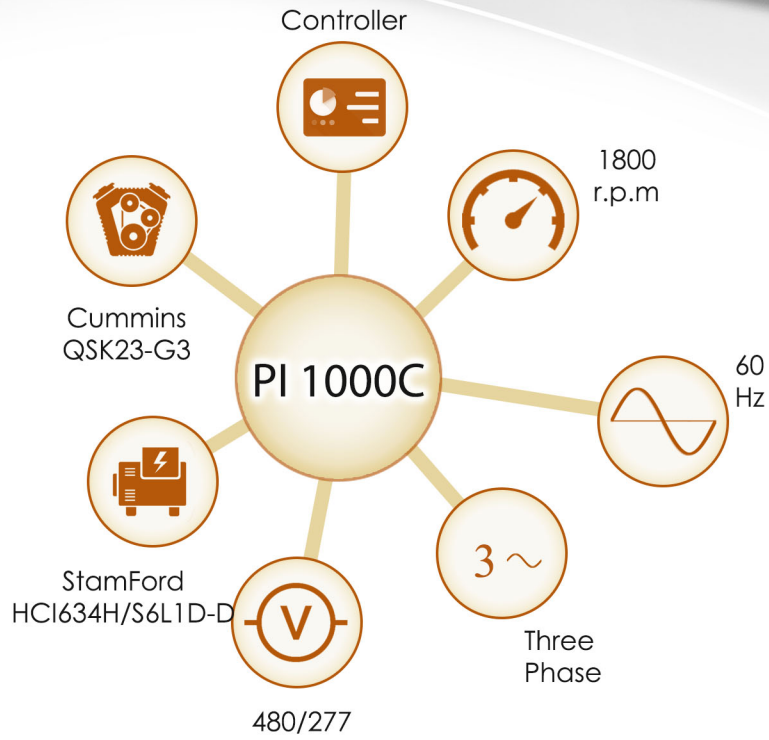 Controller
1800
r.p.m
Cummins
QSK23-G3
PI 1000C
60
Hz
StamFord
HCI634H/S6L1D-D
3 ~
V
Three
Phase
480/277